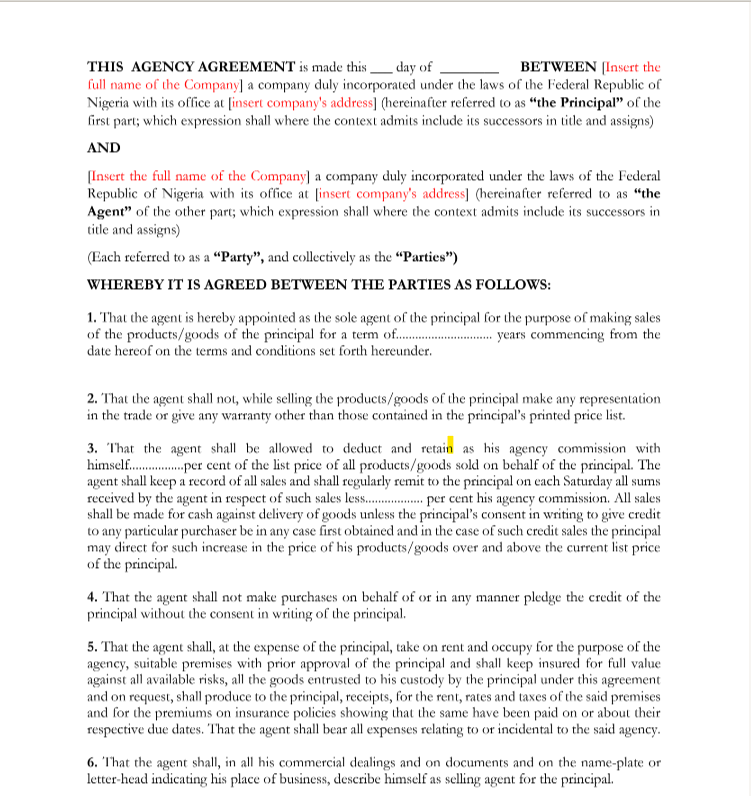 THIS AGENCY AGREEMENT is made this ___ day of _________ BETWEEN [Insert the
full name of the Company] a company duly incorporated under the laws of the Federal Republic of
Nigeria with its office at [insert company's address] (hereinafter referred to as “the Principal” of the
first part; which expression shall where the context admits include its successors in title and assigns)
AND
[Insert the full name of the Company] a company duly incorporated under the laws of the Federal
Republic of Nigeria with its office at [insert company's address] (hereinafter referred to as “the
Agent” of the other part; which expression shall where the context admits include its successors in
title and assigns)
(Each referred to as a “Party”, and collectively as the “Parties”)
WHEREBY IT IS AGREED BETWEEN THE PARTIES AS FOLLOWS:
1. That the agent is hereby appointed as the sole agent of the principal for the purpose of making sales
of the products/goods of the principal for a term of.............................. years commencing from the
date hereof on the terms and conditions set forth hereunder.
2. That the agent shall not, while selling the products/goods of the principal make any representation
in the trade or give any warranty other than those contained in the principal’s printed price list.
3. That the agent shall be allowed to deduct and retain as his agency commission with
himself.................per cent of the list price of all products/goods sold on behalf of the principal. The
agent shall keep a record of all sales and shall regularly remit to the principal on each Saturday all sums
received by the agent in respect of such sales less.................. per cent his agency commission. All sales
shall be made for cash against delivery of goods unless the principal’s consent in writing to give credit
to any particular purchaser be in any case first obtained and in the case of such credit sales the principal
may direct for such increase in the price of his products/goods over and above the current list price
of the principal.
4. That the agent shall not make purchases on behalf of or in any manner pledge the credit of the
principal without the consent in writing of the principal.
5. That the agent shall, at the expense of the principal, take on rent and occupy for the purpose of the
agency, suitable premises with prior approval of the principal and shall keep insured for full value
against all available risks, all the goods entrusted to his custody by the principal under this agreement
and on request, shall produce to the principal, receipts, for the rent, rates and taxes of the said premises
and for the premiums on insurance policies showing that the same have been paid on or about their
respective due dates. That the agent shall bear all expenses relating to or incidental to the said agency.
6. That the agent shall, in all his commercial dealings and on documents and on the name-plate or
letter-head indicating his place of business, describe himself as selling agent for the principal.